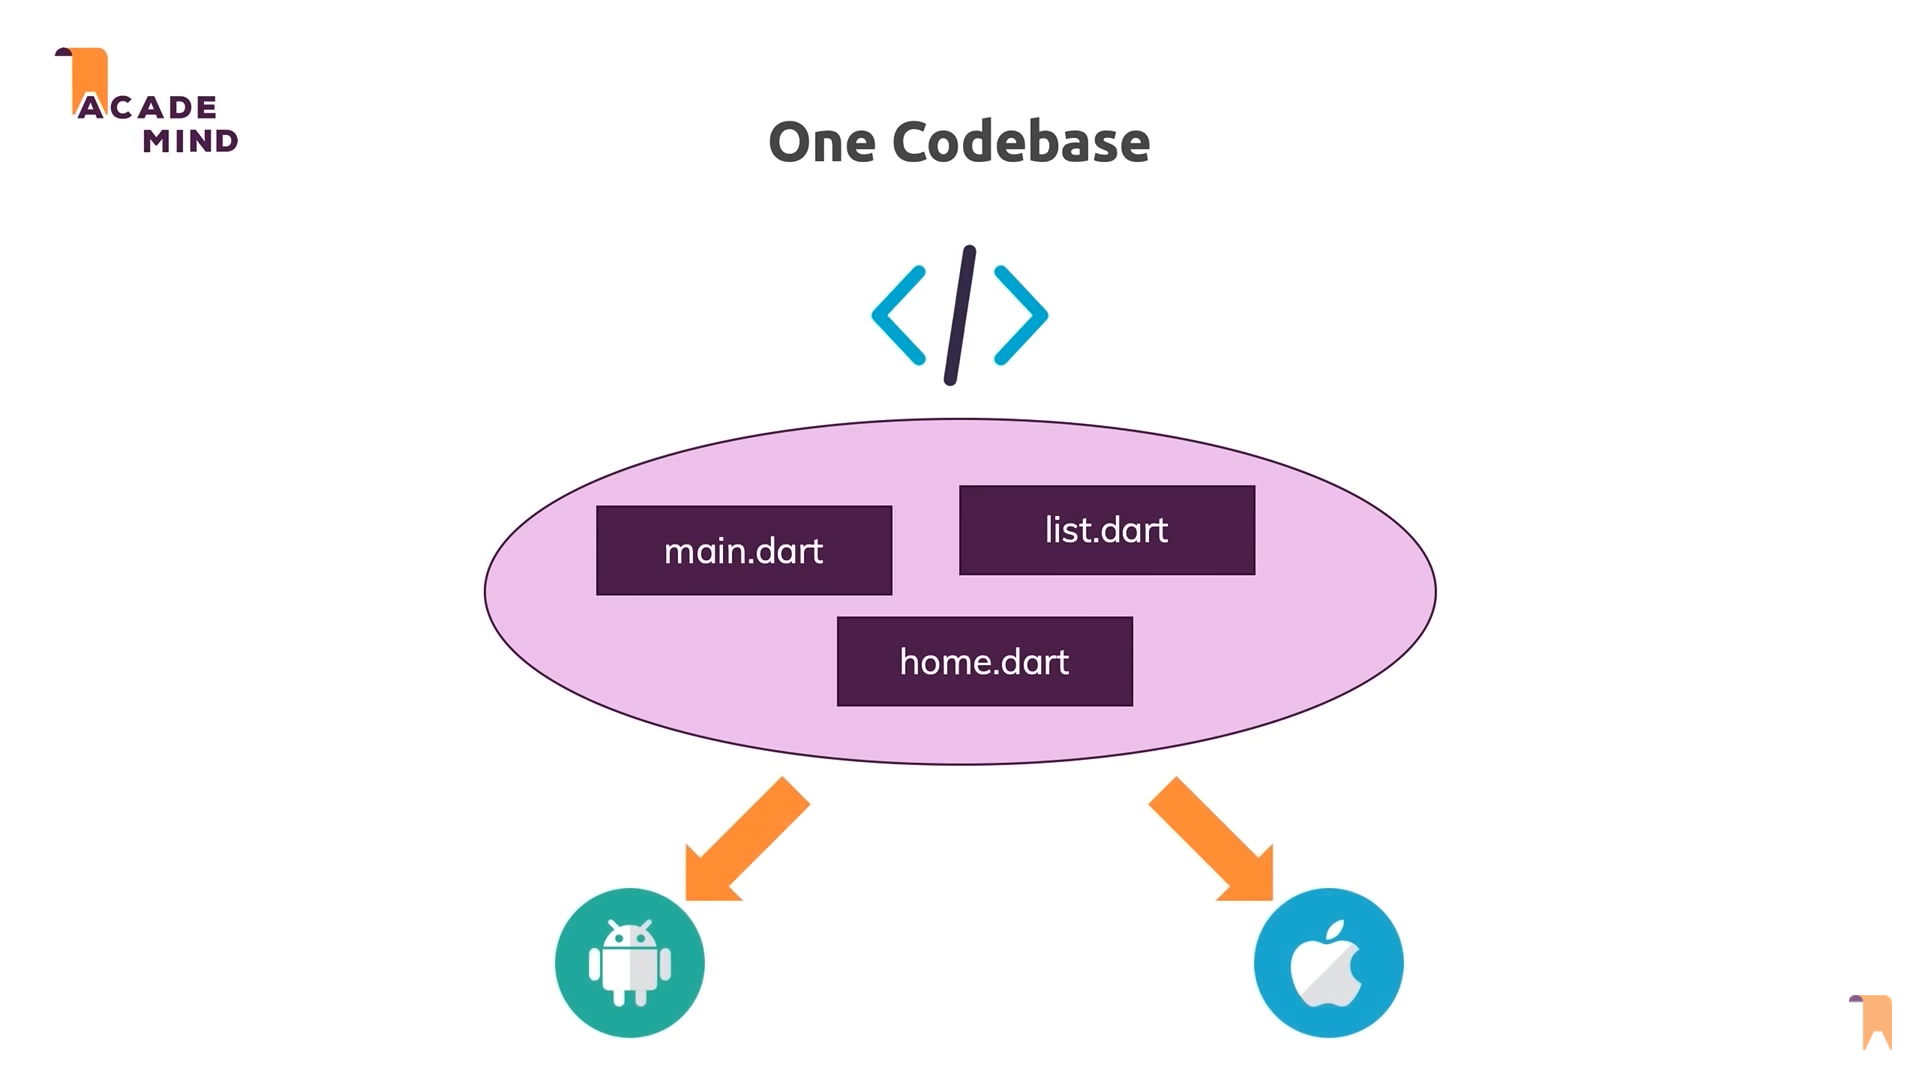 ACADE
MIND
One Codebase
</>
main.dart
list.dart
home.dart